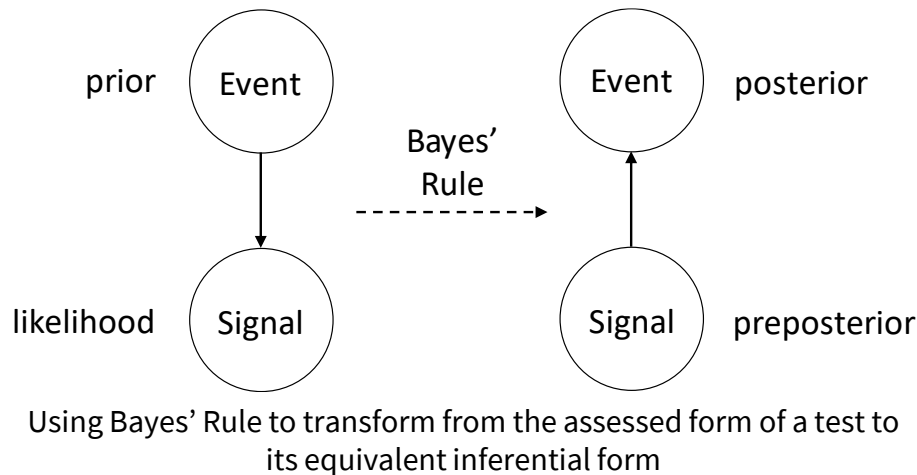 prior
Event
Event
posterior
Bayes’
Rule
likelihood
Signal
Signal
preposterior
Using Bayes’ Rule to transform from the assessed form of a test to
its equivalent inferential form